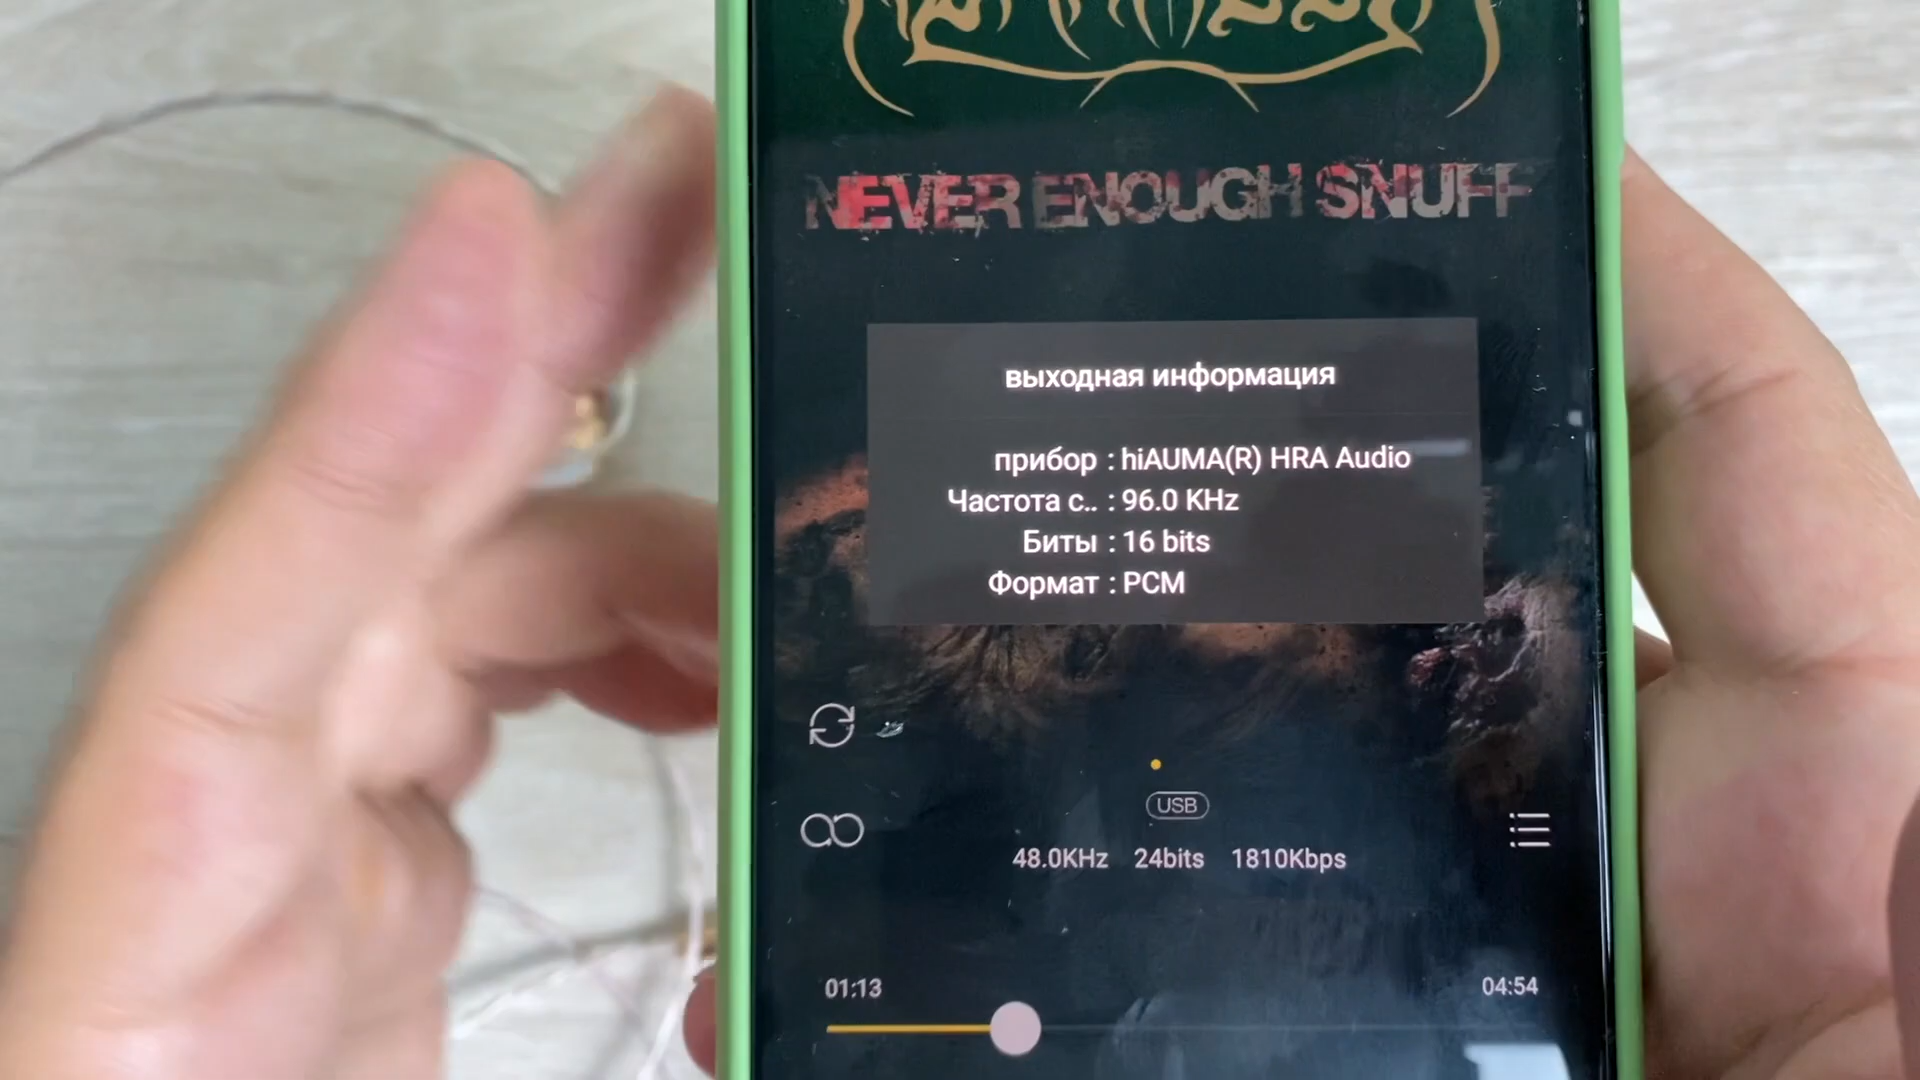 NEVER ENOUGH SNUFF
выходная информация
прибор : hiAUMA(R) HRA Audio
Частота с.. : 96.0 KHz
Биты : 16 bits
Формат : PCM
USB
48.0KHz 24bits 1810Kbps
01:13 04:54